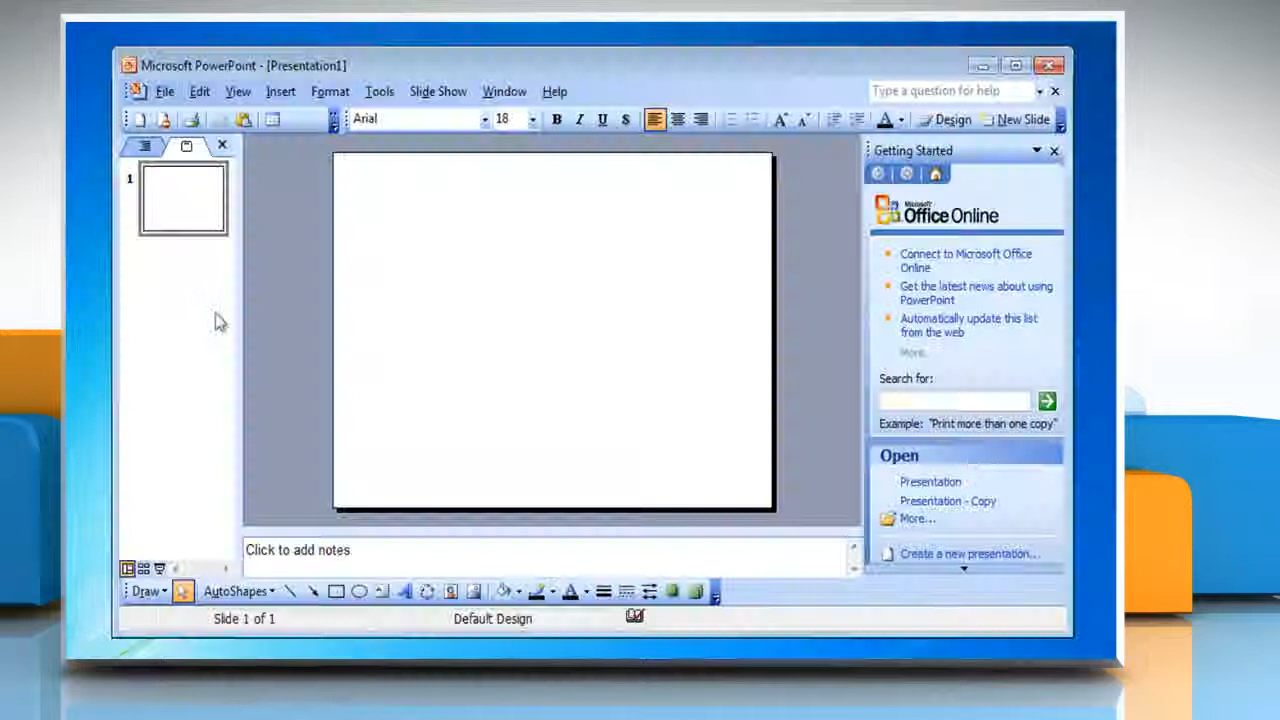 Microsoft PowerPoint - [Presentation1]
File Edit View Insert Format Tools Slide Show Window Help
Type a question for help
Arial 18 B I U S A A A Design New Slide
Getting Started
1
Microsoft
Office Online
Connect to Microsoft Office
Online
Get the latest news about using
PowerPoint
Automatically update this list
from the web
More...
Search for:
Example: "Print more than one copy"
Open
Presentation
Presentation - Copy
More...
Create a new presentation...
Click to add notes
Draw AutoShapes A A
Slide 1 of 1 Default Design